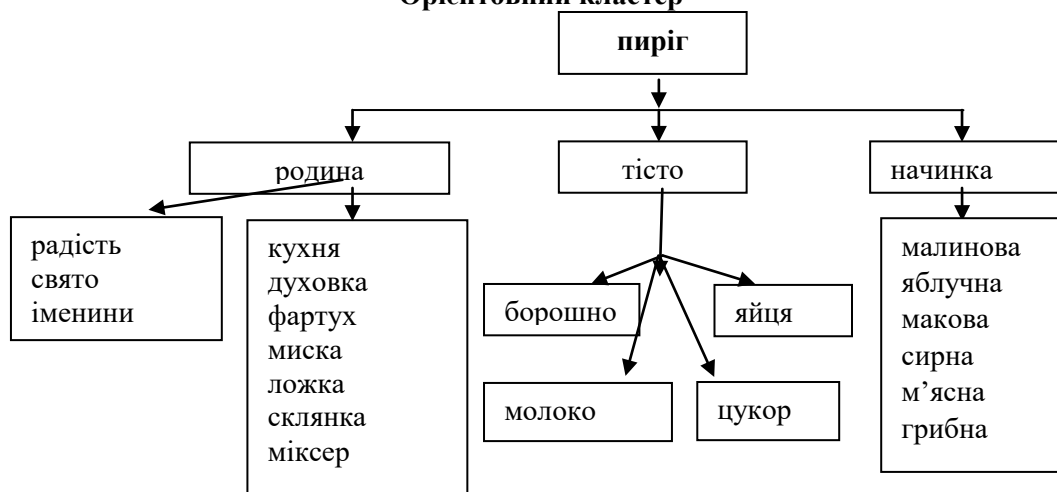 Орієнтовний кластер
пиріг
родина
тісто
начинка
радість
свято
іменини
кухня
духовка
фартух
миска
ложка
склянка
міксер
борошно
яйця
молоко
цукор
малинова
яблучна
макова
сирна
м’ясна
грибна